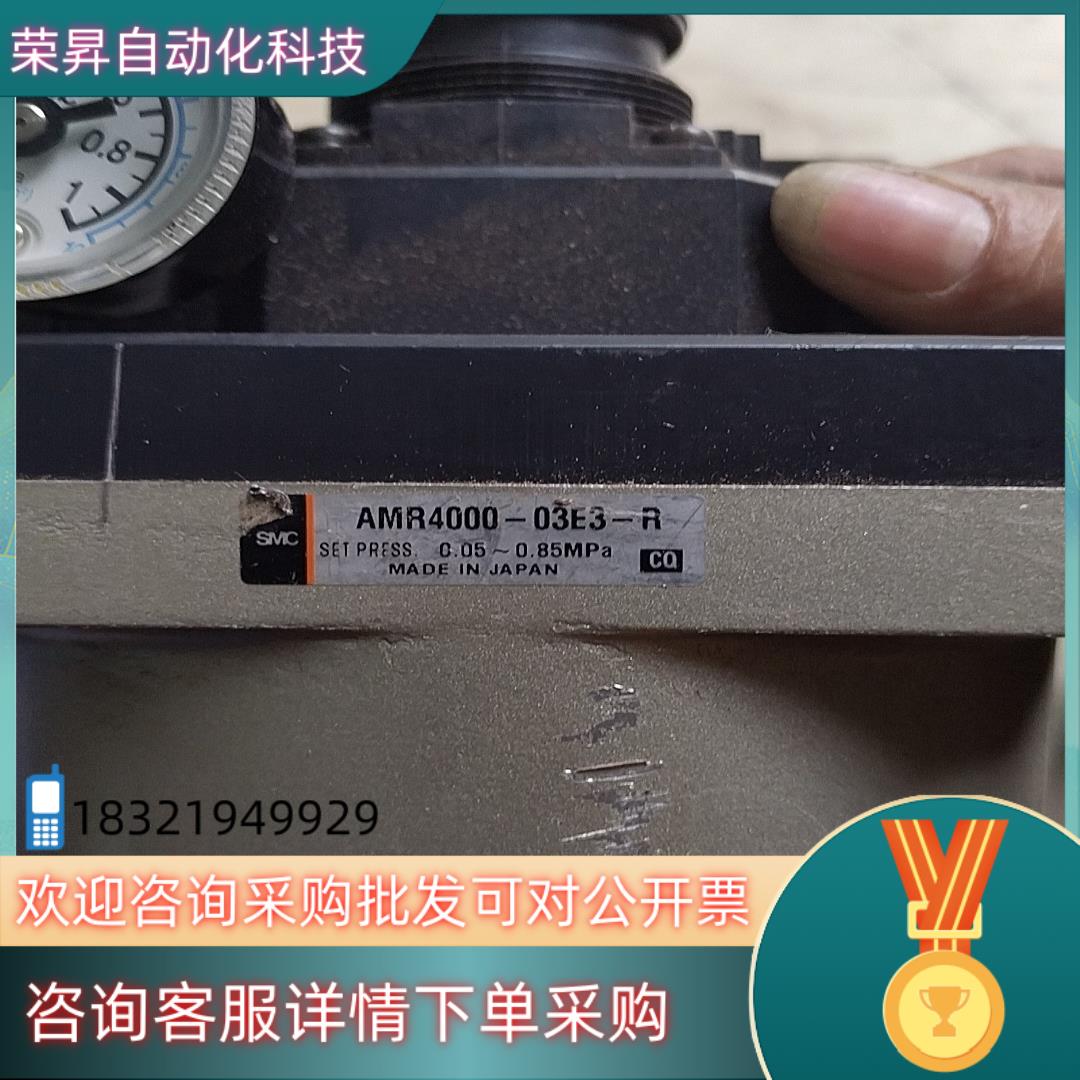 荣昇自动化科技
0.8
1
SMC
AMR4000-03E3-R
SET PRESS. 0.05~0.85MPa
MADE IN JAPAN
CQ
18321949929
欢迎咨询采购批发可对公开票
咨询客服详情下单采购